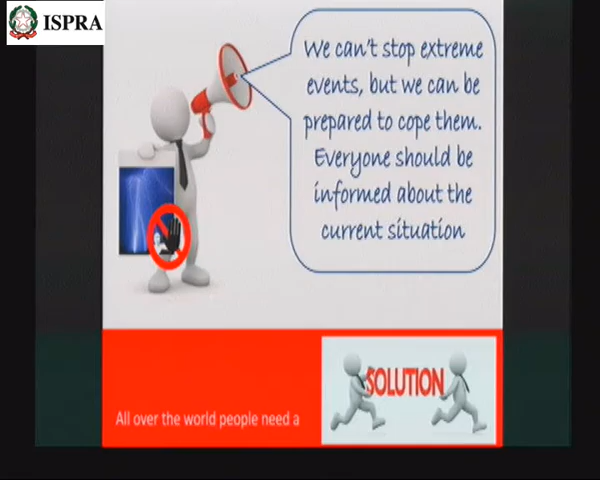 ISPRA
We can't stop extreme
events, but we can be
prepared to cope them.
Everyone should be
informed about the
current situation
SOLUTION
All over the world people need a